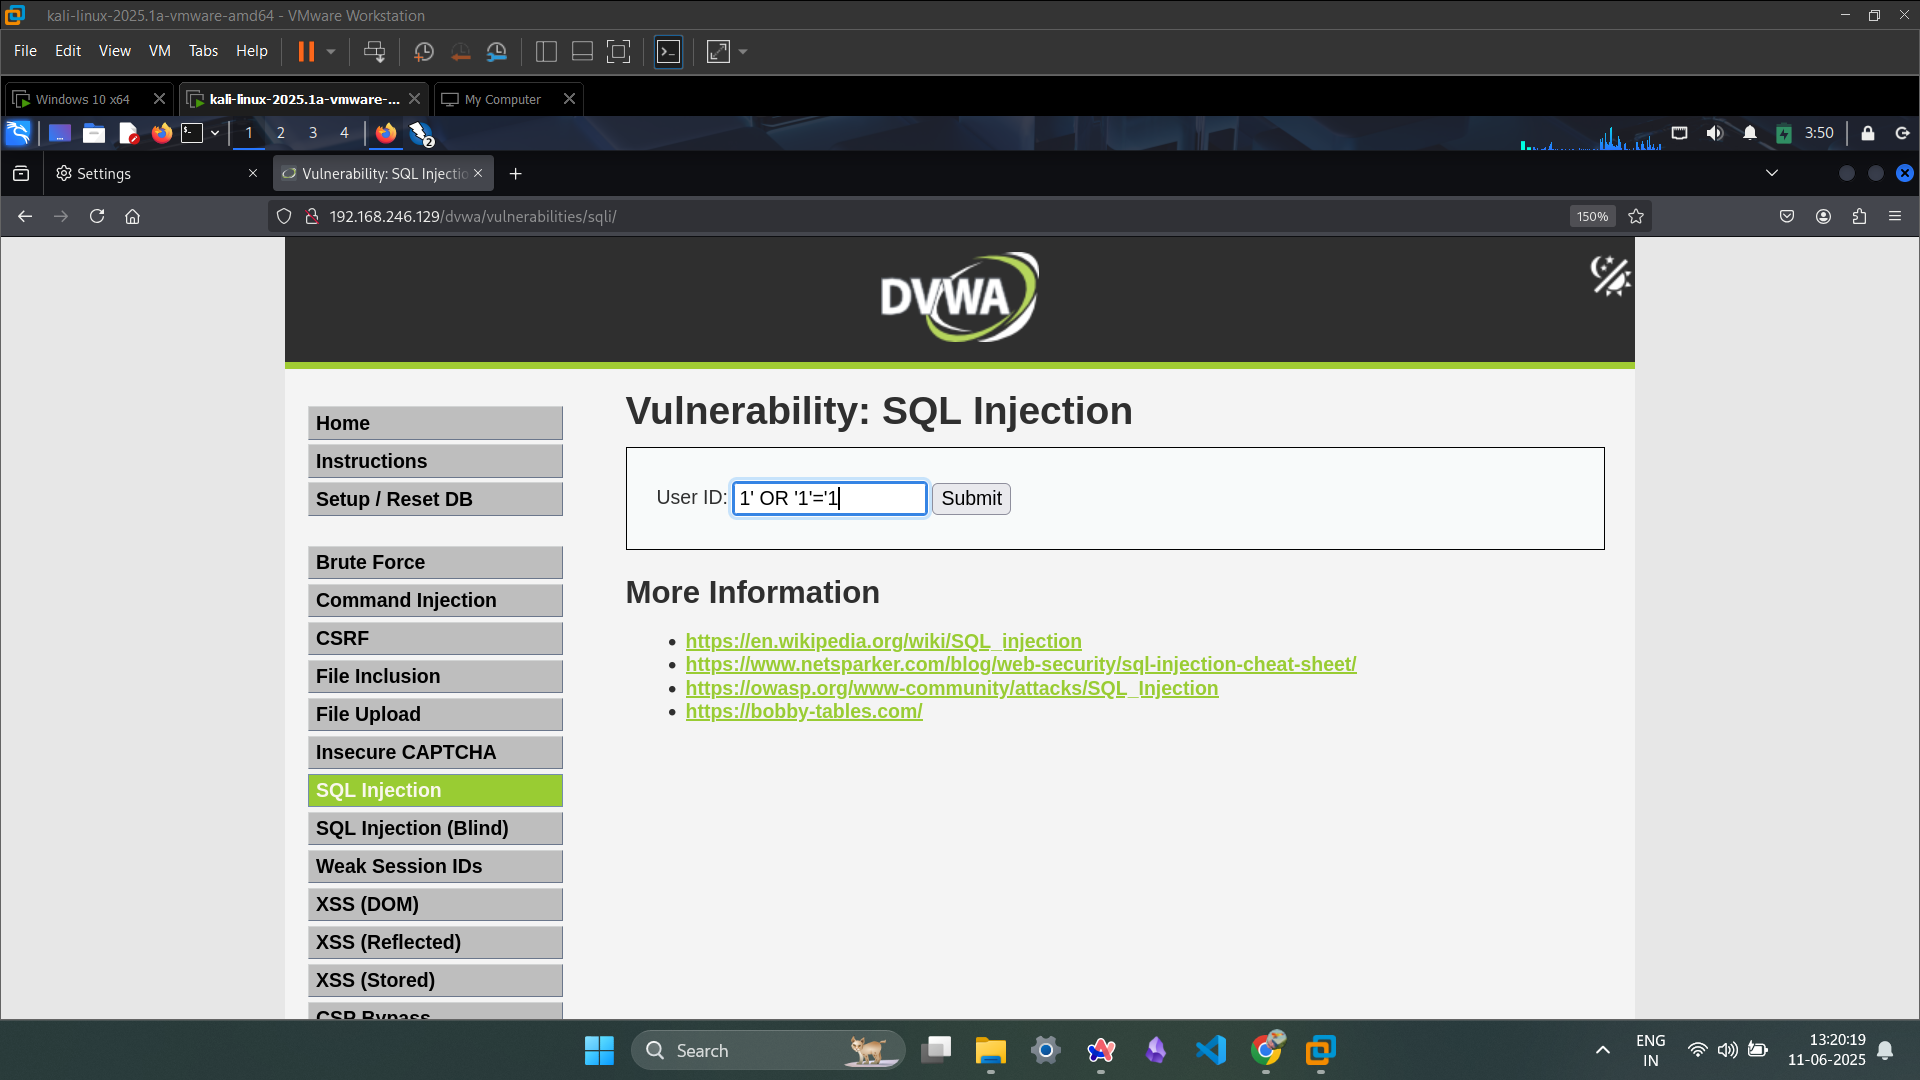 kali-linux-2025.1a-vmware-amd64 - VMware Workstation
File Edit View VM Tabs Help
Windows 10 x64 kali-linux-2025.1a-vmware-... My Computer
1 2 3 4 2 3:50
Settings Vulnerability: SQL Injectio
192.168.246.129/dvwa/vulnerabilities/sqli/ 150%
DVWA
Vulnerability: SQL Injection
User ID: 1' OR '1'='1 Submit
More Information
https://en.wikipedia.org/wiki/SQL_injection
https://www.netsparker.com/blog/web-security/sql-injection-cheat-sheet/
https://owasp.org/www-community/attacks/SQL_Injection
https://bobby-tables.com/
Home
Instructions
Setup / Reset DB
Brute Force
Command Injection
CSRF
File Inclusion
File Upload
Insecure CAPTCHA
SQL Injection
SQL Injection (Blind)
Weak Session IDs
XSS (DOM)
XSS (Reflected)
XSS (Stored)
CSP Bypass
Search
ENG
IN
13:20:19
11-06-2025